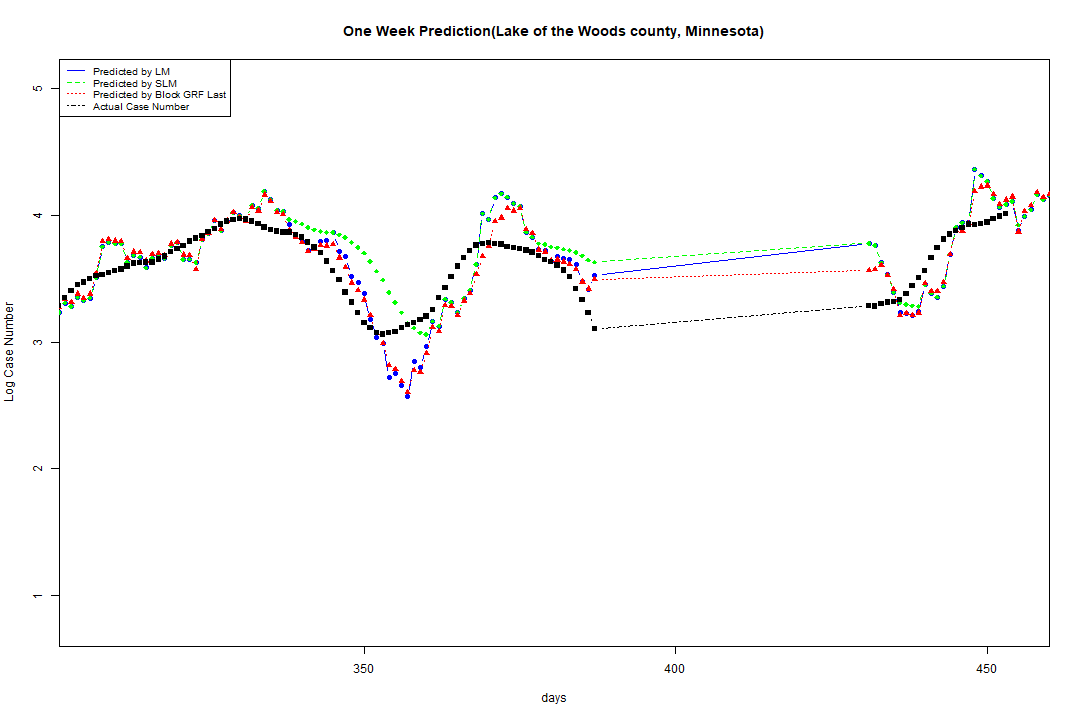 One Week Prediction(Lake of the Woods county, Minnesota)
Predicted by LM
Predicted by SLM
Predicted by Block GRF Last
Actual Case Number
5
4
3
2
1
Log Case Number
350
400
450
days